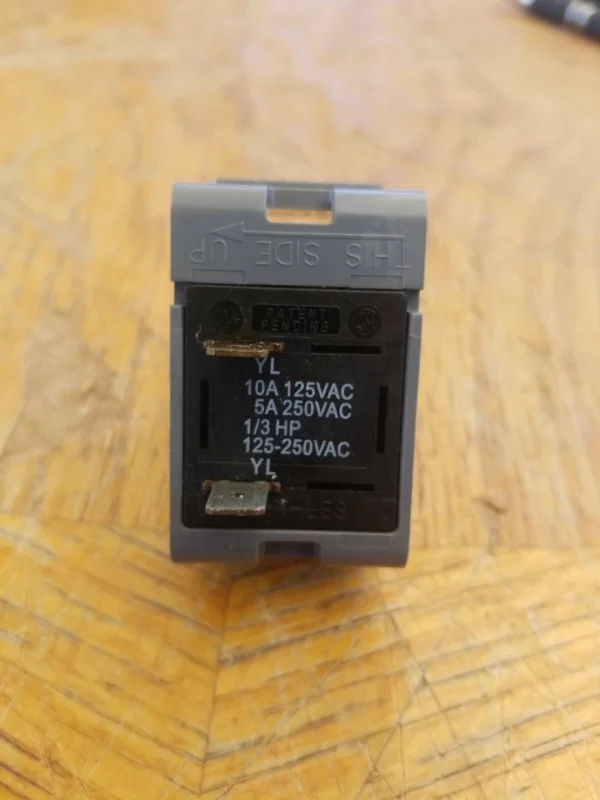 THIS SIDE UP
PATENT
PENDING
YL
10A 125VAC
5A 250VAC
1/3 HP
125-250VAC
YL